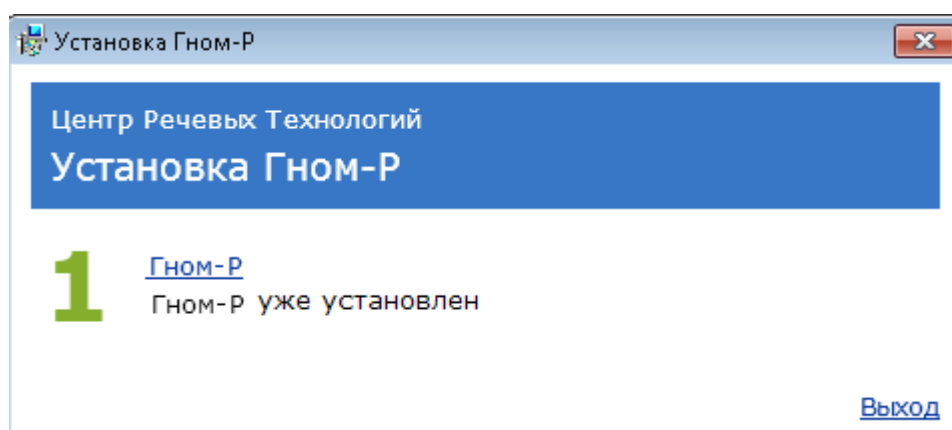 Установка Гном-Р
Центр Речевых Технологий
Установка Гном-Р
1
Гном-Р
Гном-Р уже установлен
Выход